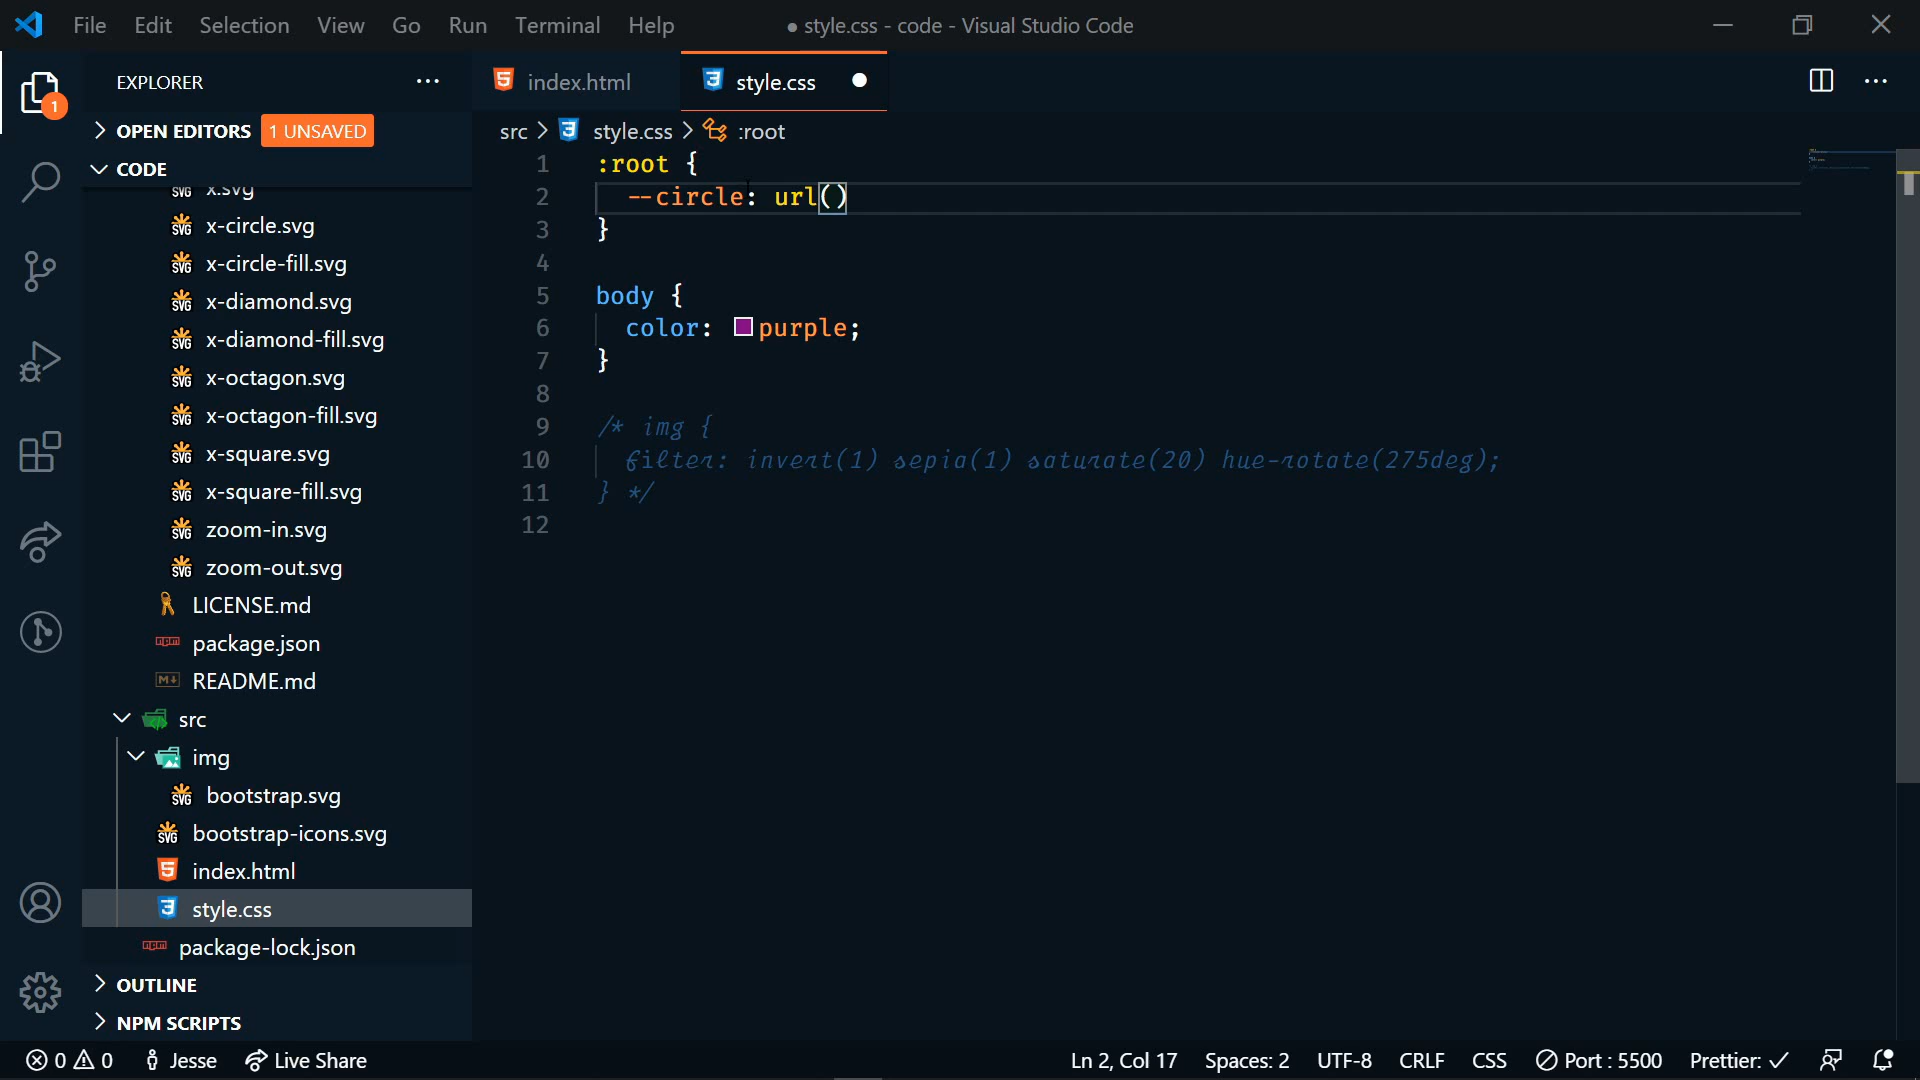 File Edit Selection View Go Run Terminal Help
● style.css - code - Visual Studio Code
EXPLORER
1
OPEN EDITORS 1 UNSAVED
CODE
x.svg
x-circle.svg
x-circle-fill.svg
x-diamond.svg
x-diamond-fill.svg
x-octagon.svg
x-octagon-fill.svg
x-square.svg
x-square-fill.svg
zoom-in.svg
zoom-out.svg
LICENSE.md
package.json
README.md
src
img
bootstrap.svg
bootstrap-icons.svg
index.html
style.css
package-lock.json
OUTLINE
NPM SCRIPTS
index.html style.css
src > style.css > :root
1 :root {
2 --circle: url()
3 }
4
5 body {
6 color: purple;
7 }
8
9 /* img {
10 filter: invert(1) sepia(1) saturate(20) hue-rotate(275deg);
11 } */
12
0 0 Jesse Live Share
Ln 2, Col 17 Spaces: 2 UTF-8 CRLF CSS Port : 5500 Prettier: ✓